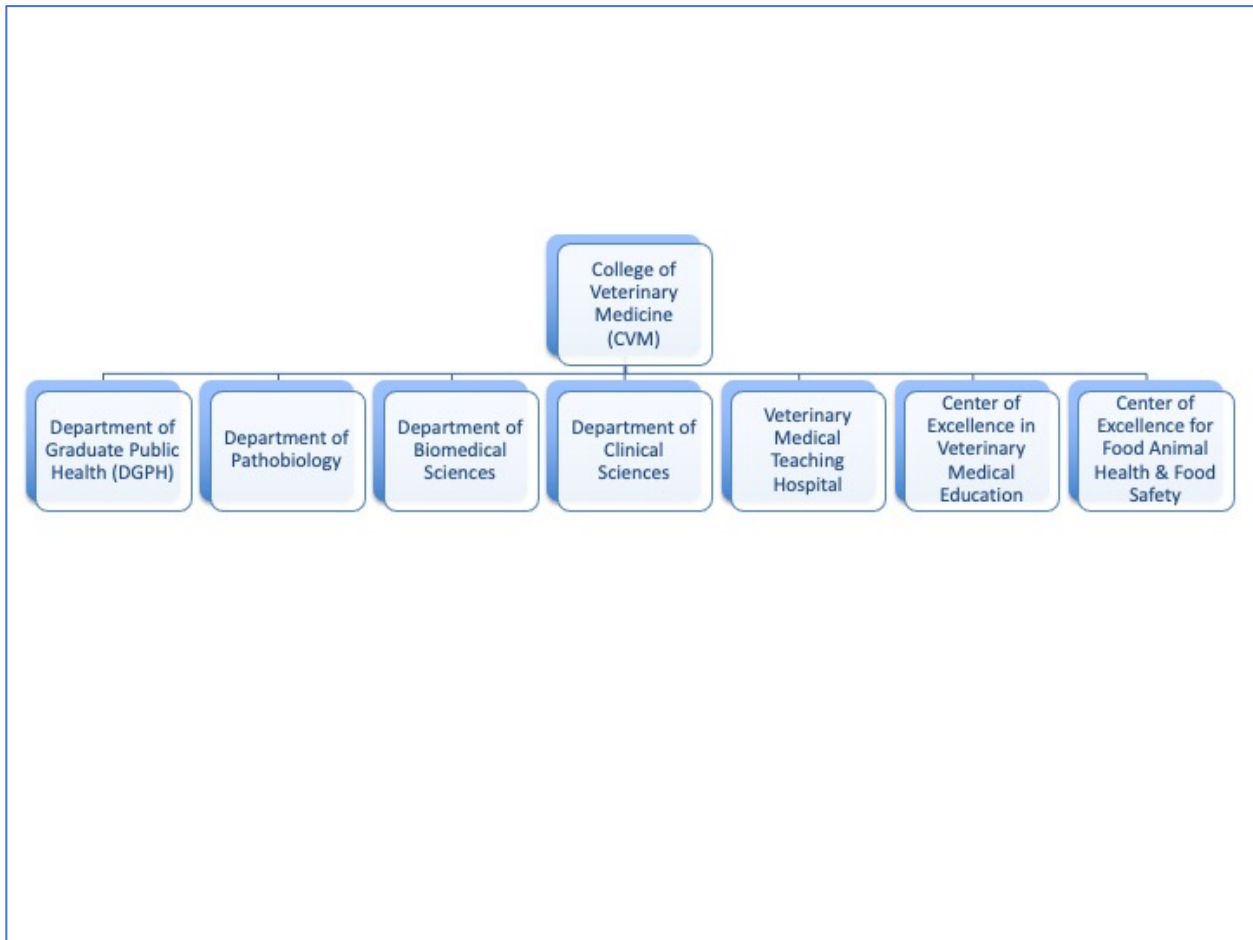 College of
Veterinary
Medicine
(CVM)
Department of
Graduate Public
Health (DGPH)
Department of
Pathobiology
Department of
Biomedical
Sciences
Department of
Clinical
Sciences
Veterinary
Medical
Teaching
Hospital
Center of
Excellence in
Veterinary
Medical
Education
Center of
Excellence for
Food Animal
Health & Food
Safety